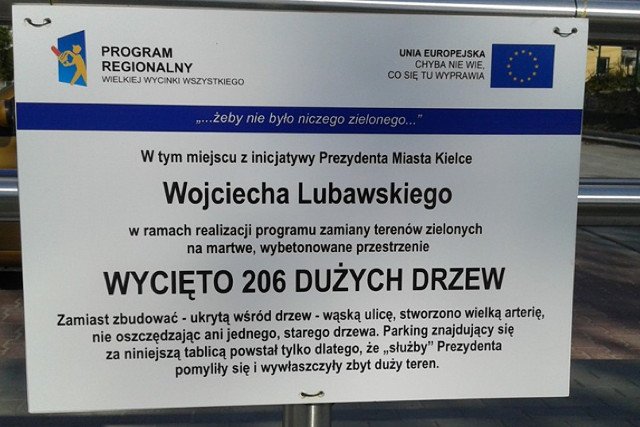 PROGRAM
REGIONALNY
WIELKIEJ WYCINKI WSZYSTKIEGO
UNIA EUROPEJSKA
CHYBA NIE WIE,
CO SIĘ TU WYPRAWIA
„...żeby nie było niczego zielonego..."
W tym miejscu z inicjatywy Prezydenta Miasta Kielce
Wojciecha Lubawskiego
w ramach realizacji programu zamiany terenów zielonych
na martwe, wybetonowane przestrzenie
WYCIĘTO 206 DUŻYCH DRZEW
Zamiast zbudować - ukrytą wśród drzew - wąską ulicę, stworzono wielką arterię,
nie oszczędzając ani jednego, starego drzewa. Parking znajdujący się
za niniejszą tablicą powstał tylko dlatego, że „służby" Prezydenta
pomyliły się i wywłaszczyły zbyt duży teren.